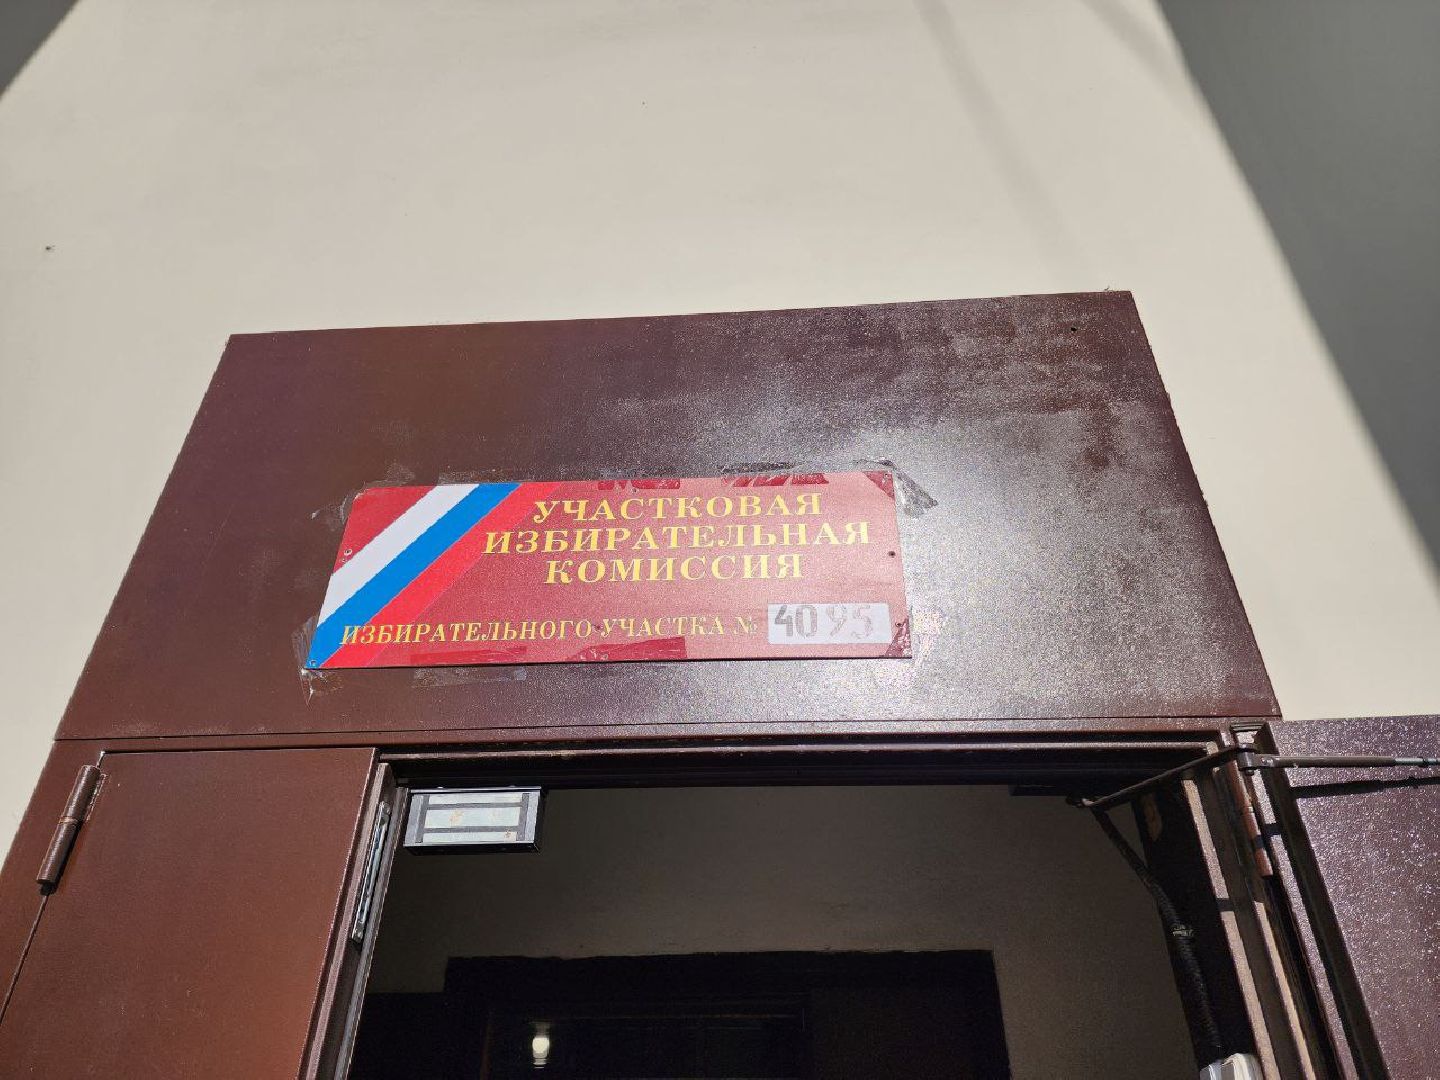 УЧАСТКОВАЯ
ИЗБИРАТЕЛЬНАЯ
КОМИССИЯ
ИЗБИРАТЕЛЬНОГО УЧАСТКА № 4095